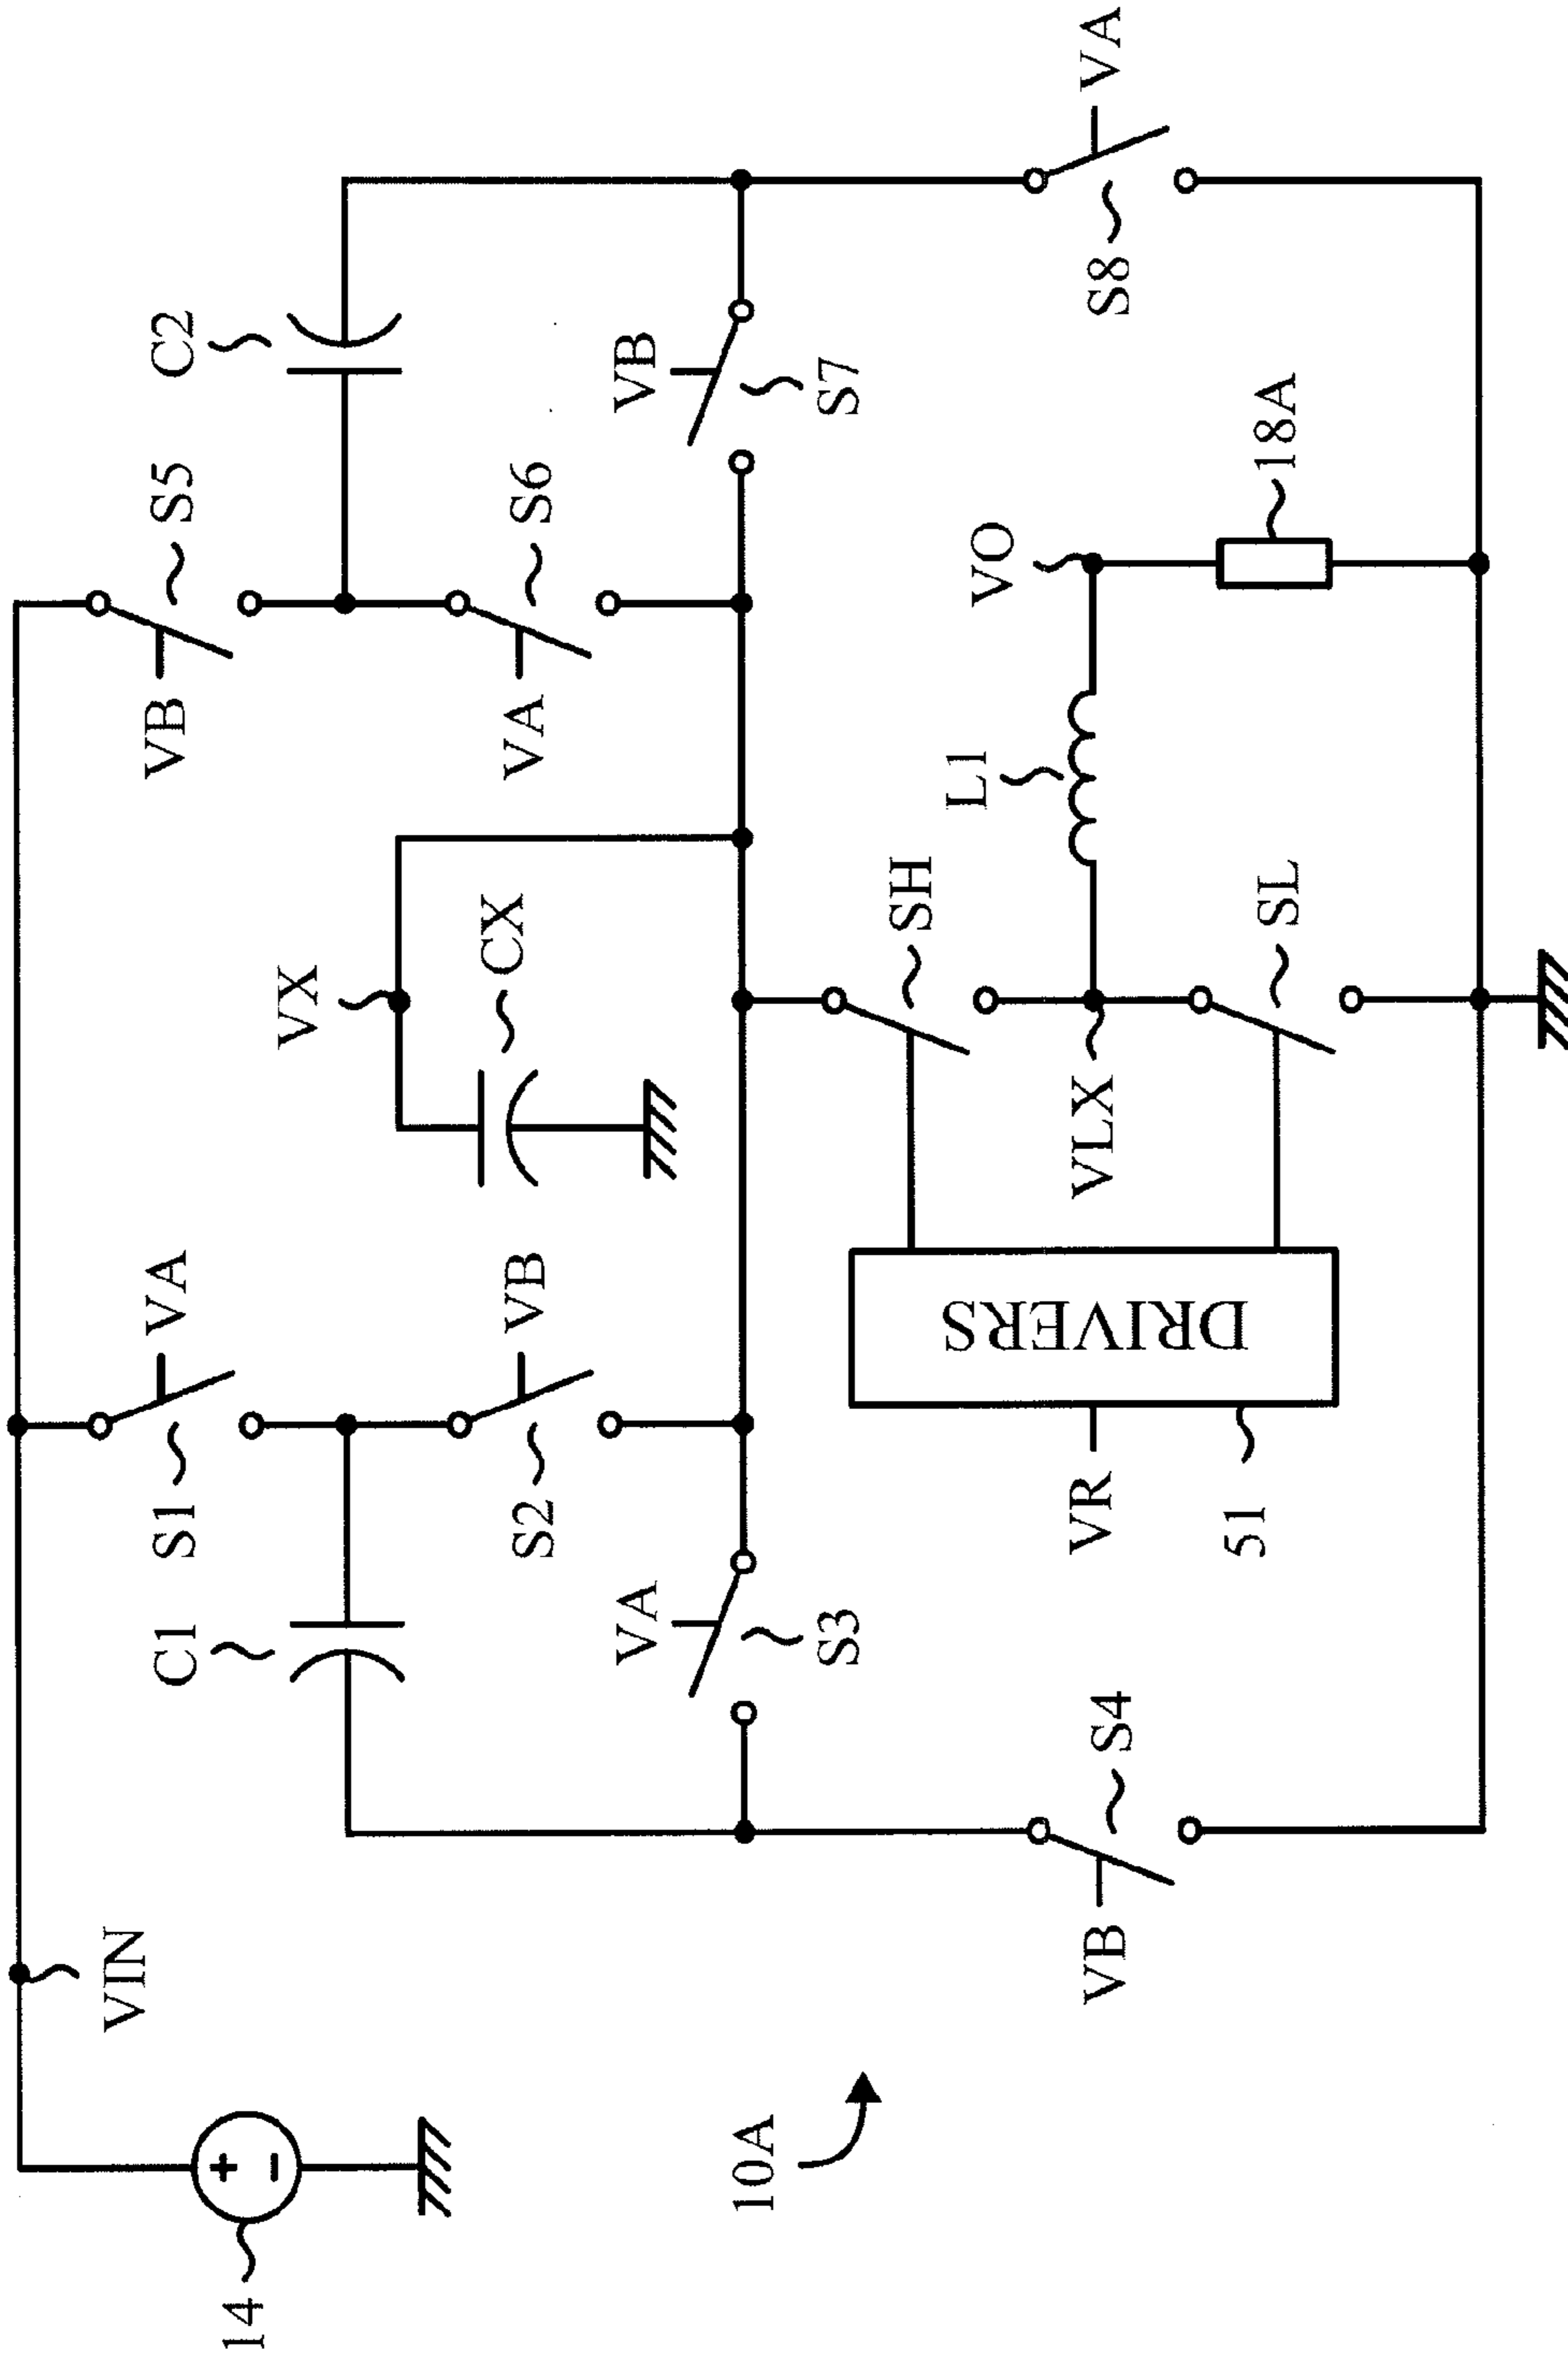 14
VIN
10A
C1
S1
VA
S2
VB
VA
S3
VB
S4
VX
CX
VB
S5
VA
S6
C2
VB
S7
VR
51
DRIVERS
SH
VLX
SL
L1
VO
18A
S8
VA